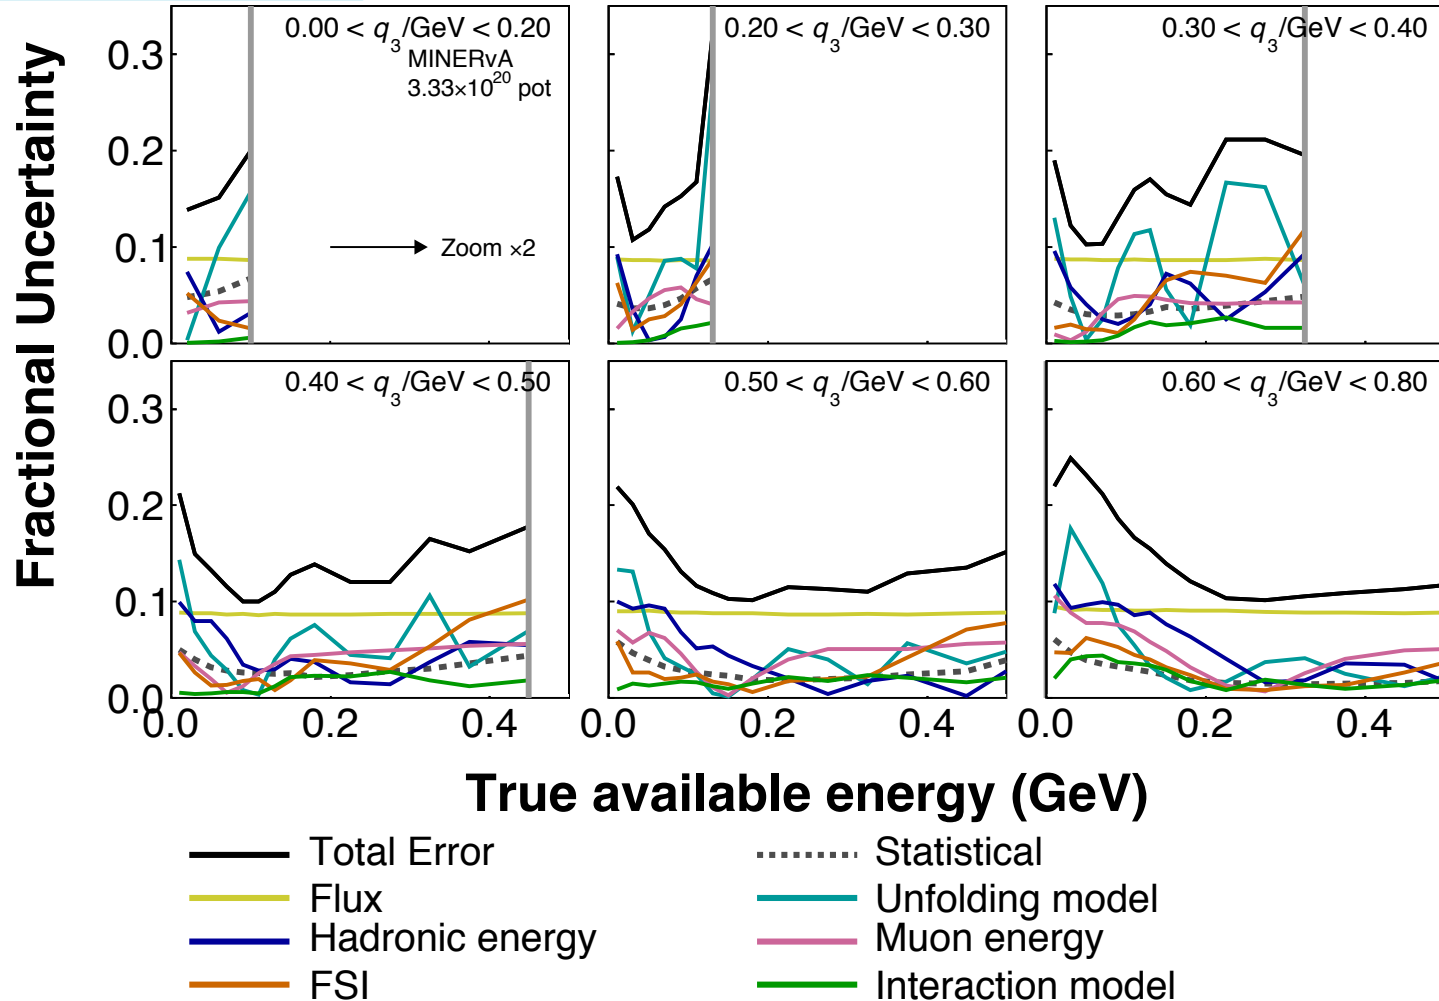 Fractional Uncertainty
0.00 < q3/GeV < 0.20
MINERvA
3.33×10^20 pot
Zoom ×2
0.20 < q3/GeV < 0.30
0.30 < q3/GeV < 0.40
0.3
0.2
0.1
0.0
0.40 < q3/GeV < 0.50
0.50 < q3/GeV < 0.60
0.60 < q3/GeV < 0.80
0.3
0.2
0.1
0.0
0.0 0.2 0.4 0.0 0.2 0.4 0.0 0.2 0.4
True available energy (GeV)
Total Error
Statistical
Flux
Unfolding model
Hadronic energy
Muon energy
FSI
Interaction model